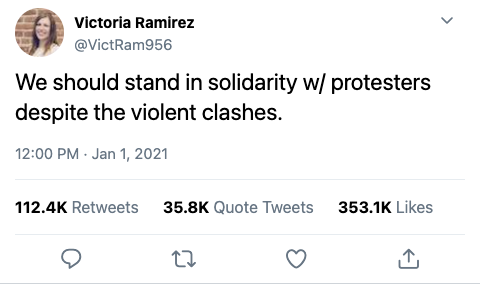 Victoria Ramirez
@VictRam956
We should stand in solidarity w/ protesters
despite the violent clashes.
12:00 PM · Jan 1, 2021
112.4K Retweets 35.8K Quote Tweets 353.1K Likes